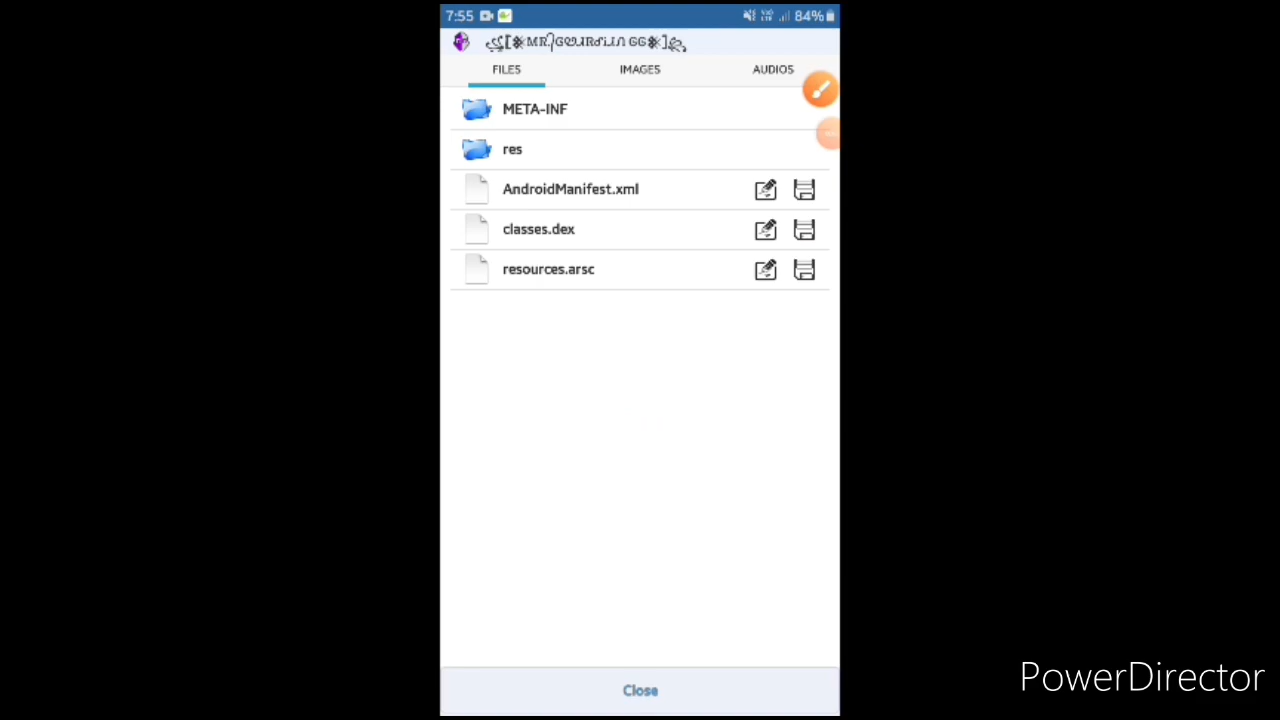 7:55
84%
FILES
IMAGES
AUDIOS
META-INF
res
AndroidManifest.xml
classes.dex
resources.arsc
Close
PowerDirector